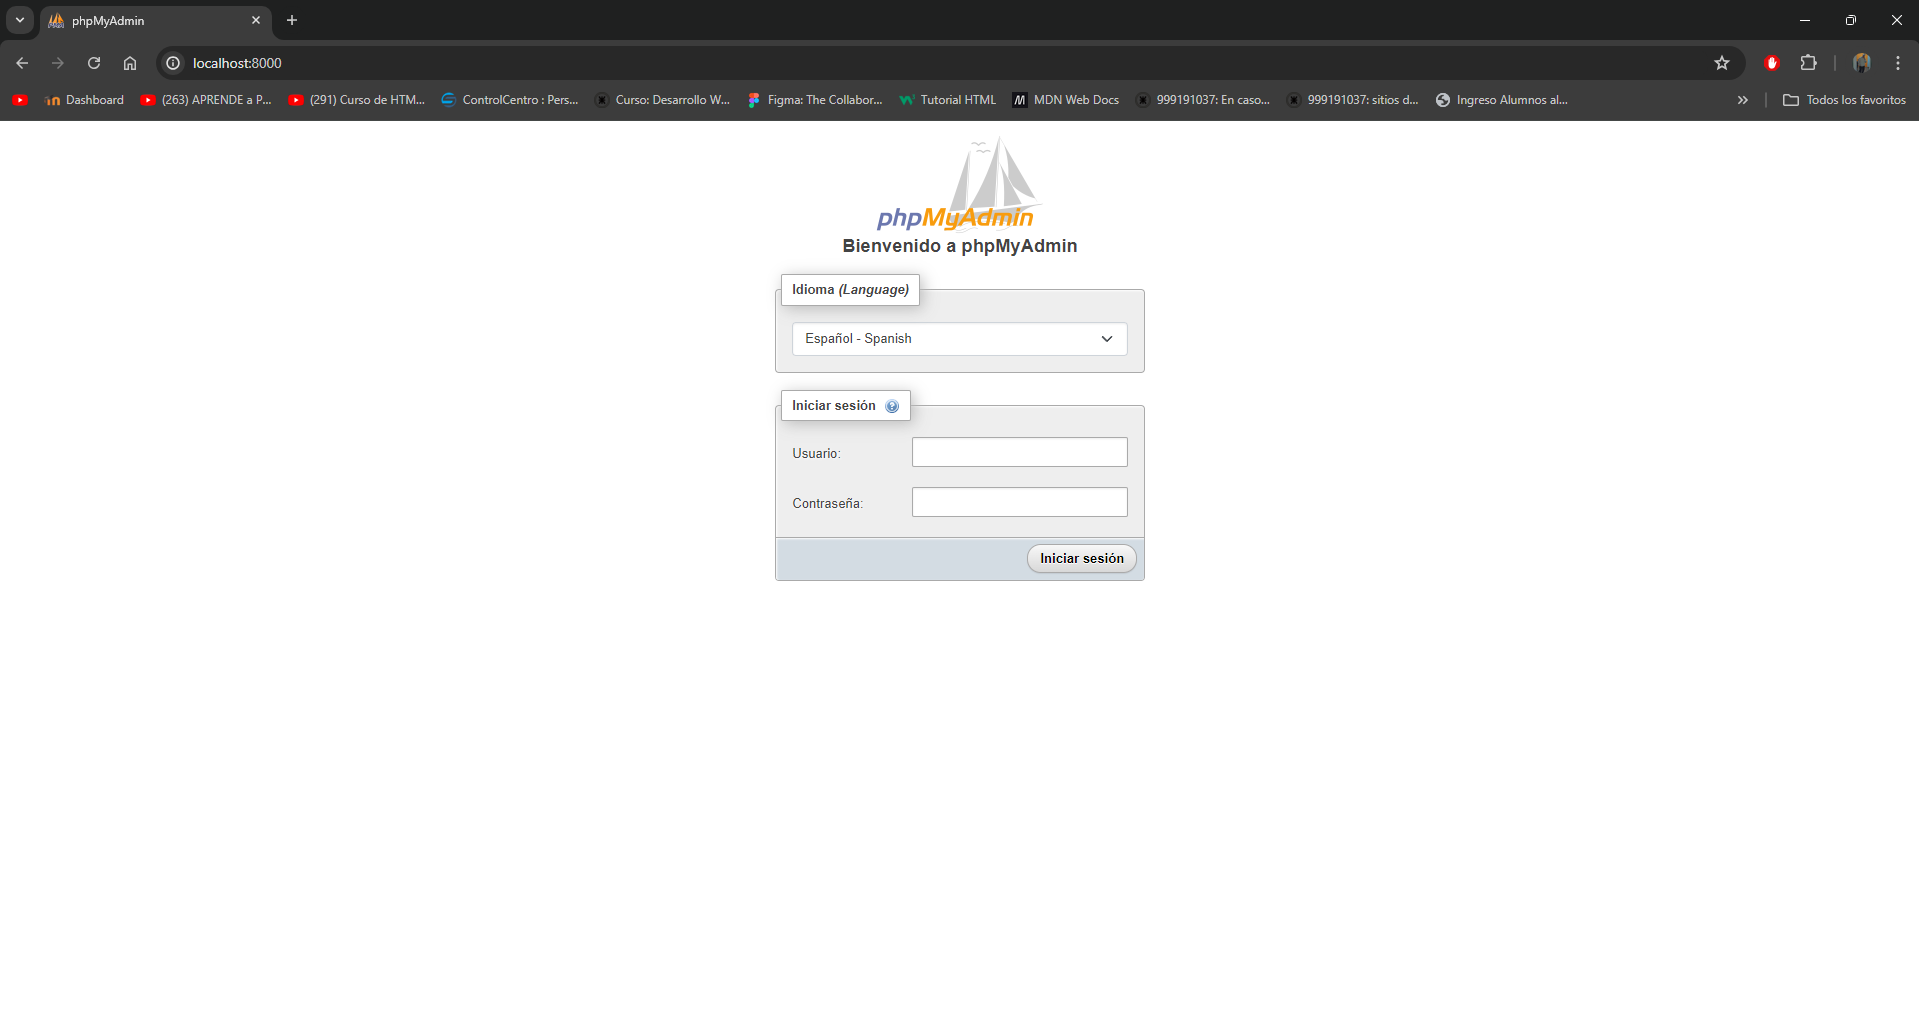 phpMyAdmin
localhost:8000
Dashboard
(263) APRENDE a P...
(291) Curso de HTM...
ControlCentro : Pers...
Curso: Desarrollo W...
Figma: The Collabor...
Tutorial HTML
MDN Web Docs
999191037: En caso...
999191037: sitios d...
Ingreso Alumnos al...
Todos los favoritos
phpMyAdmin
Bienvenido a phpMyAdmin
Idioma (Language)
Español - Spanish
Iniciar sesión
Usuario:
Contraseña:
Iniciar sesión